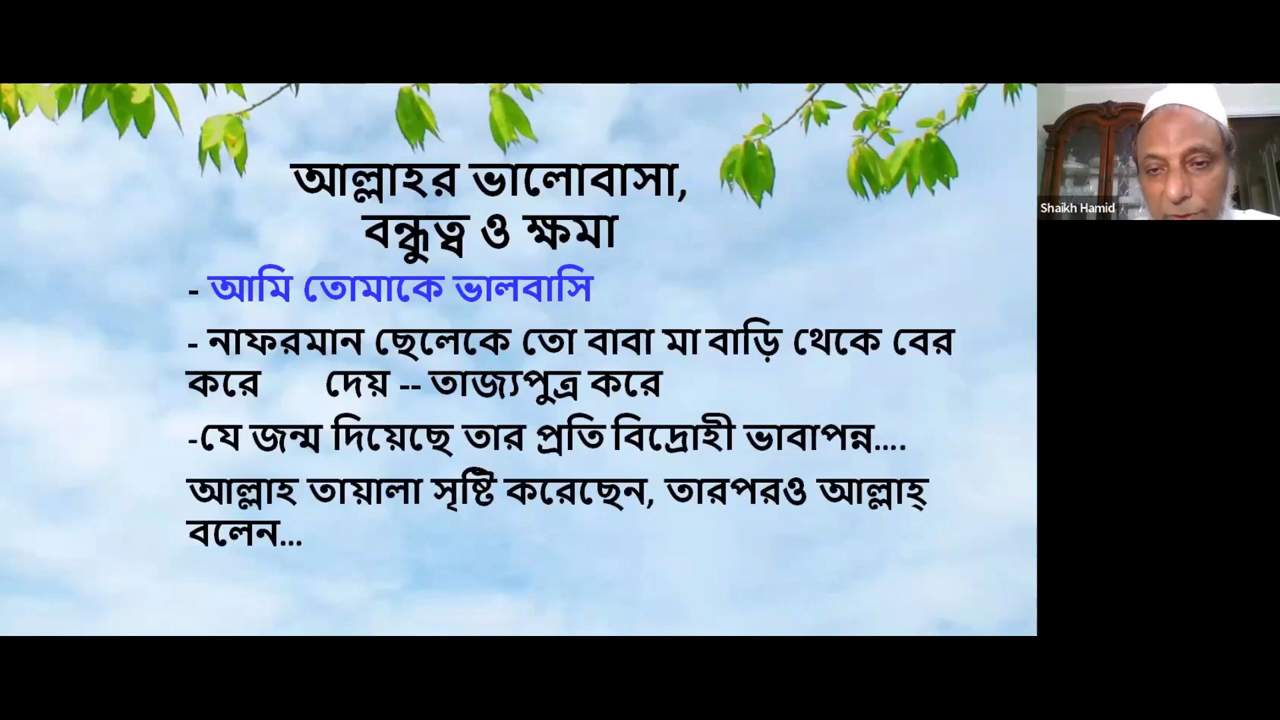 আল্লাহর ভালোবাসা,
বন্ধুত্ব ও ক্ষমা
- আমি তোমাকে ভালবাসি
- নাফরমান ছেলেকে তো বাবা মা বাড়ি থেকে বের
করে দেয় -- তাজ্যপুত্র করে
-যে জন্ম দিয়েছে তার প্রতি বিদ্রোহী ভাবাপন্ন....
আল্লাহ তায়ালা সৃষ্টি করেছেন, তারপরও আল্লাহ্
বলেন...
Shaikh Hamid